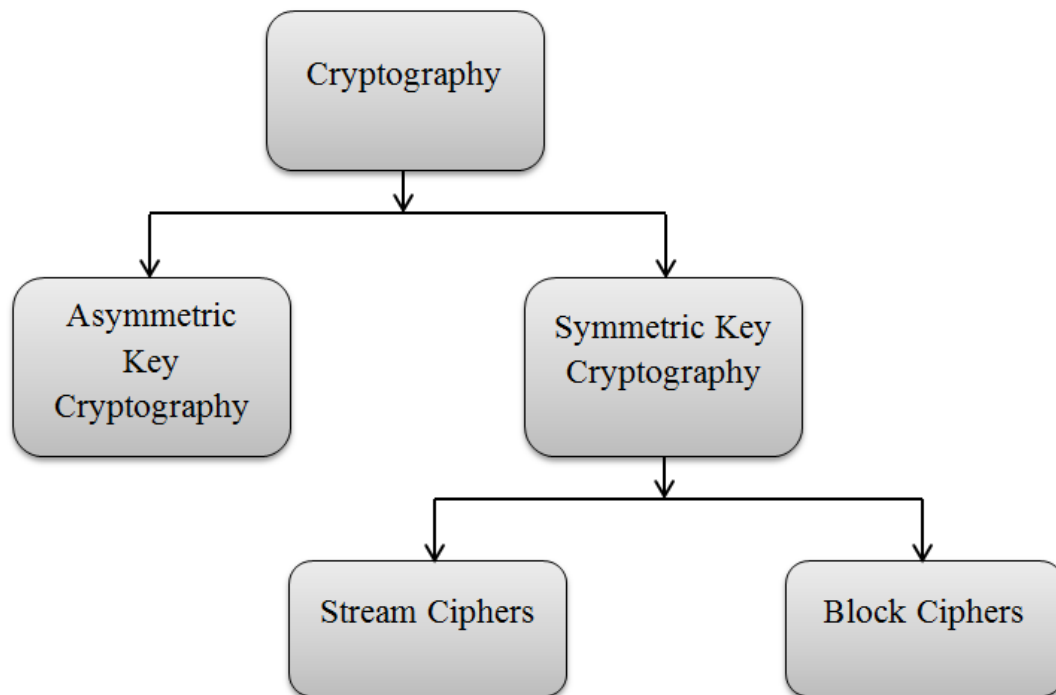 Cryptography
Asymmetric
Key
Cryptography
Symmetric Key
Cryptography
Stream Ciphers
Block Ciphers